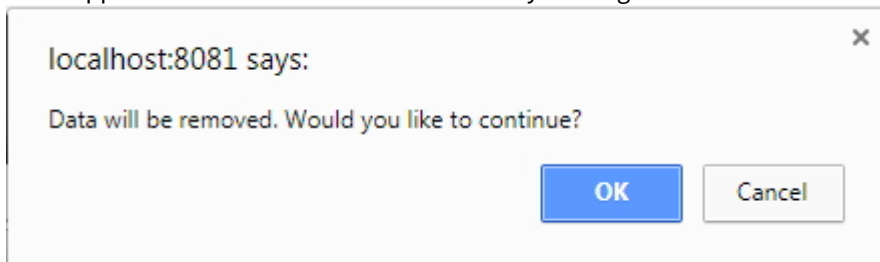 localhost:8081 says:
Data will be removed. Would you like to continue?
OK Cancel